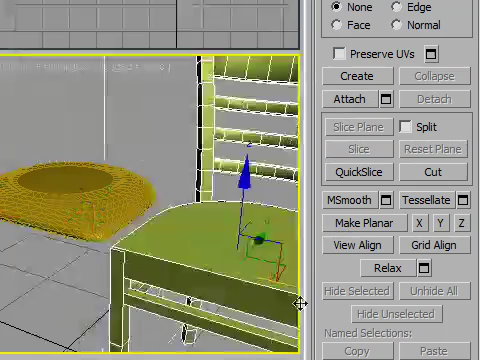 None Edge
Face Normal
Preserve UVs
Create Collapse
Attach Detach
Slice Plane Split
Slice Reset Plane
QuickSlice Cut
MSmooth Tessellate
Make Planar X Y Z
View Align Grid Align
Relax
Hide Selected Unhide All
Hide Unselected
Named Selections:
Copy Paste